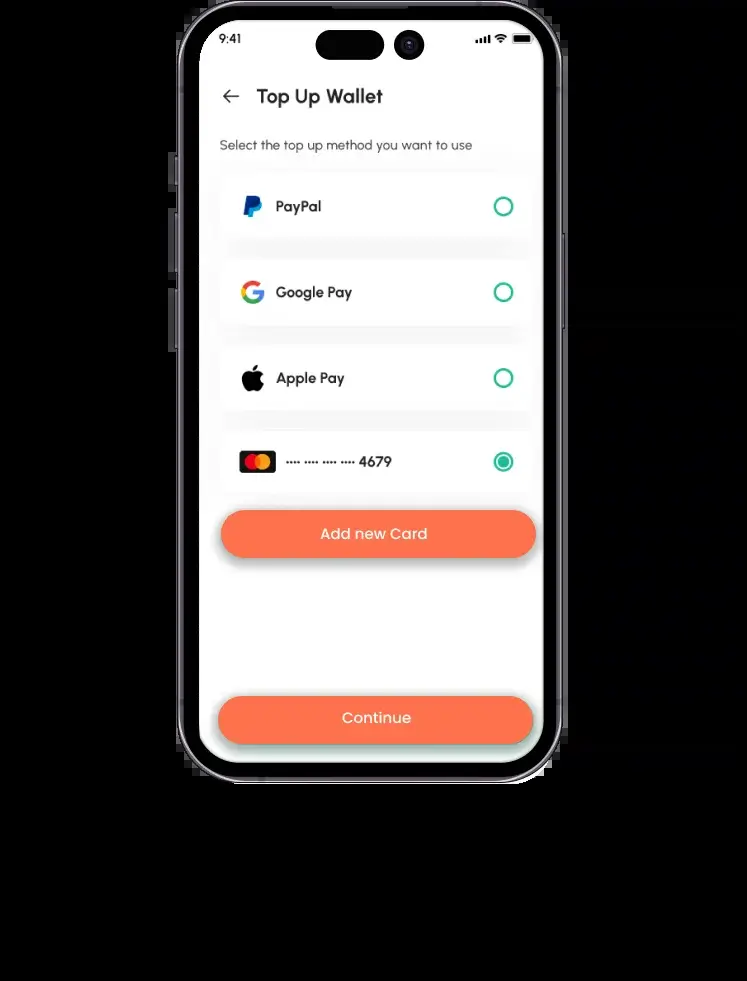 9:41
Top Up Wallet
Select the top up method you want to use
PayPal
Google Pay
Apple Pay
•••• •••• •••• •••• 4679
Add new Card
Continue